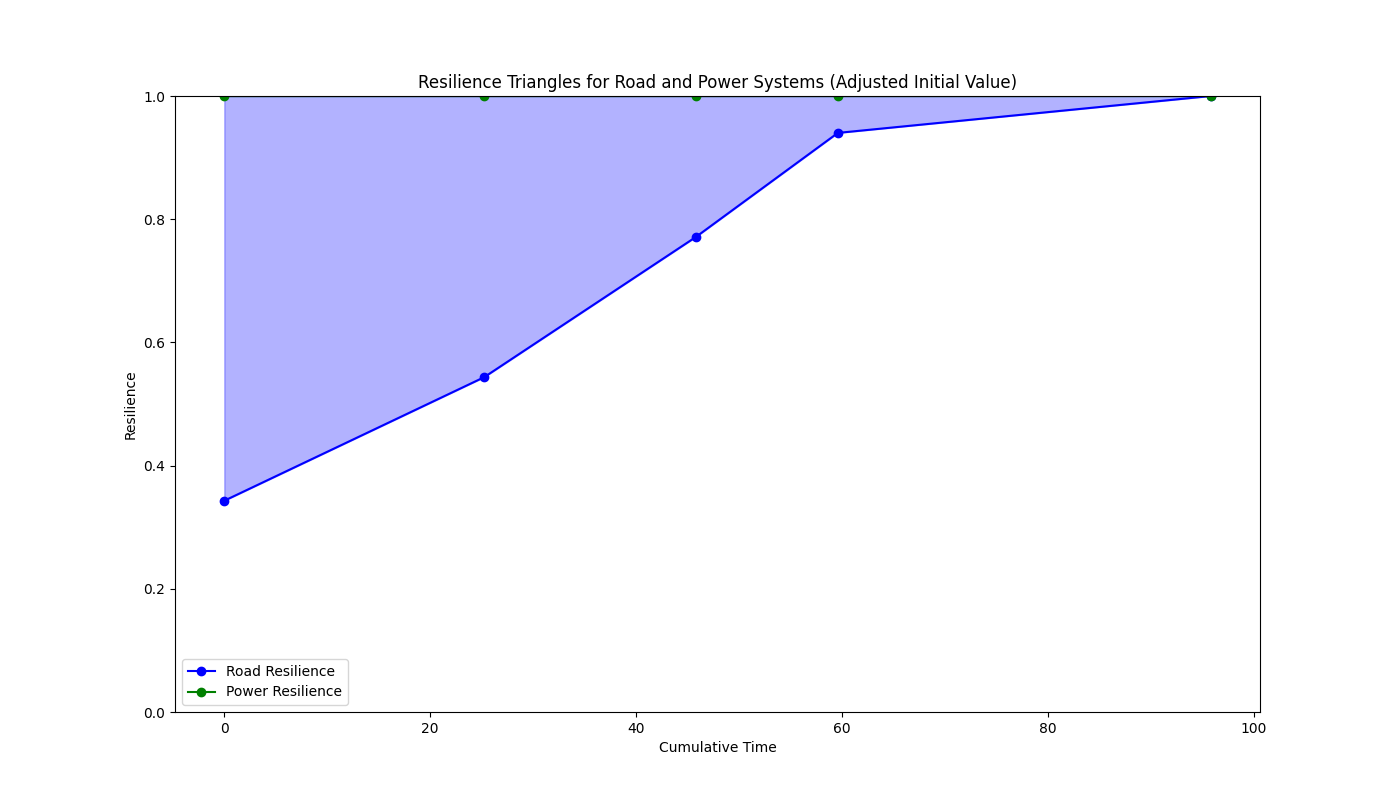 Resilience Triangles for Road and Power Systems (Adjusted Initial Value)
1.0
0.8
0.6
0.4
0.2
0.0
Resilience
Road Resilience
Power Resilience
0 20 40 60 80 100
Cumulative Time